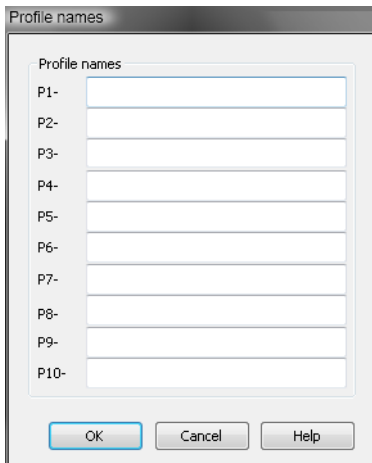 Profile names
Profile names
P1-
P2-
P3-
P4-
P5-
P6-
P7-
P8-
P9-
P10-
OK Cancel Help